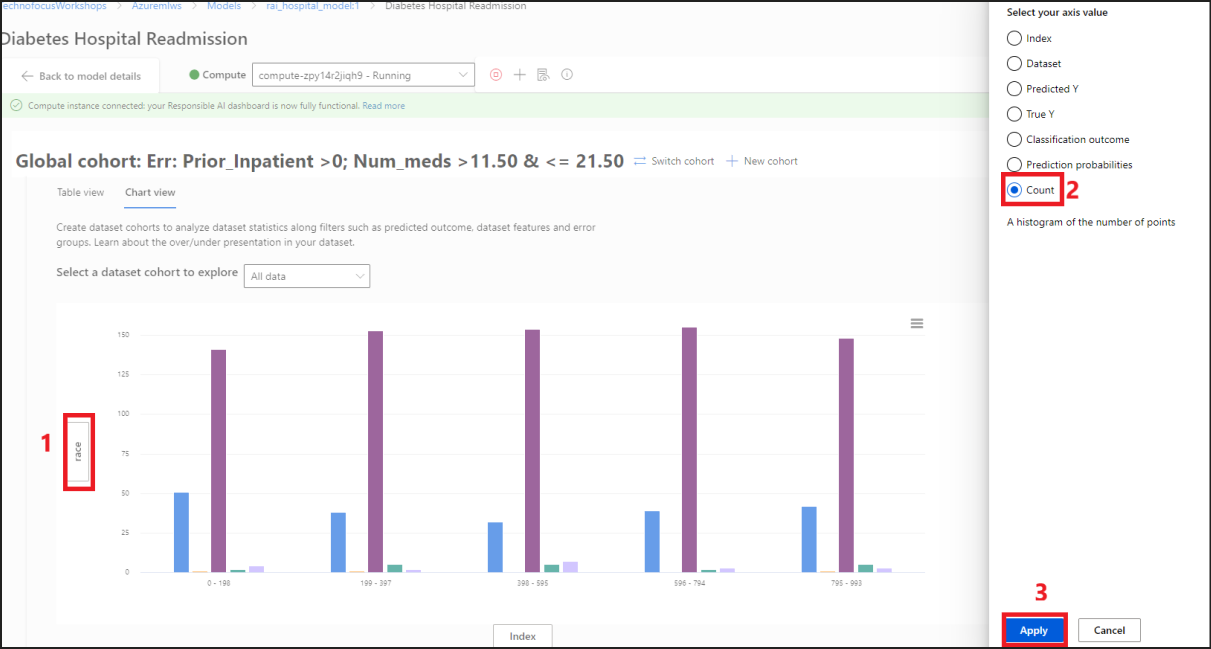 echnofocusWorkshops > Azuremlws > Models > rai_hospital_model:1 > Diabetes Hospital Readmission
Diabetes Hospital Readmission
Back to model details
Compute
compute-zpy14r2jiqh9 - Running
Compute instance connected: your Responsible AI dashboard is now fully functional. Read more
Global cohort: Err: Prior_Inpatient >0; Num_meds >11.50 & <= 21.50
Switch cohort
New cohort
Table view
Chart view
Create dataset cohorts to analyze dataset statistics along filters such as predicted outcome, dataset features and error
groups. Learn about the over/under presentation in your dataset.
Select a dataset cohort to explore
All data
150
125
100
75
50
25
0
1
race
0 - 198
199 - 397
398 - 595
596 - 794
795 - 993
Index
Select your axis value
Index
Dataset
Predicted Y
True Y
Classification outcome
Prediction probabilities
Count
2
A histogram of the number of points
3
Apply
Cancel